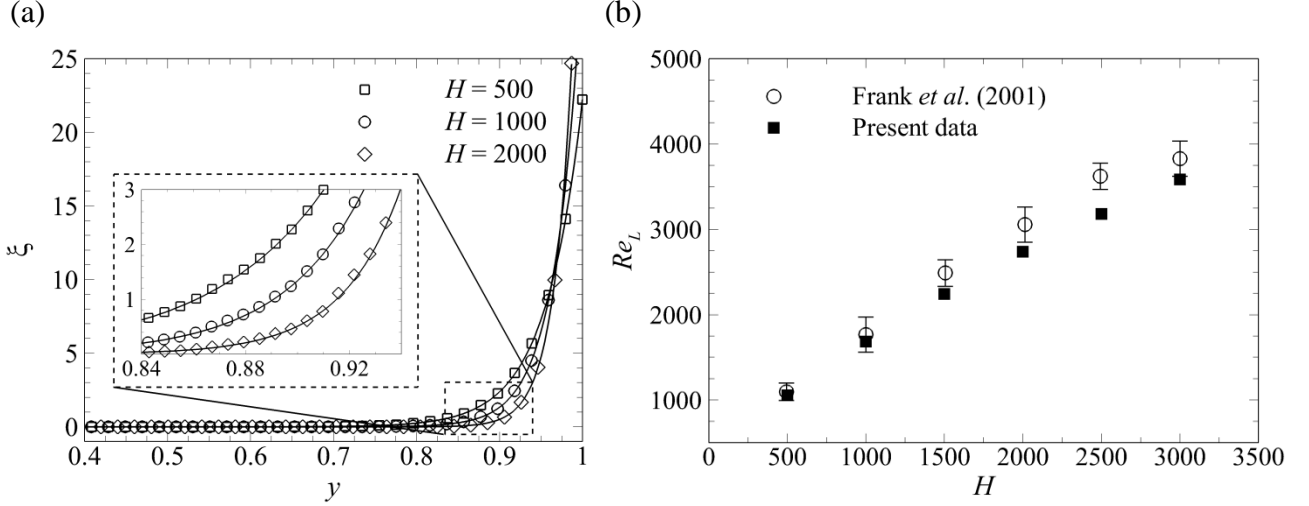 (a)
25
20
15
10
5
0
ξ
0.4 0.5 0.6 0.7 0.8 0.9 1
y
H = 500
H = 1000
H = 2000
3
2
1
0.84 0.88 0.92
(b)
5000
4000
3000
2000
1000
Re_L
0 500 1000 1500 2000 2500 3000 3500
H
Frank et al. (2001)
Present data